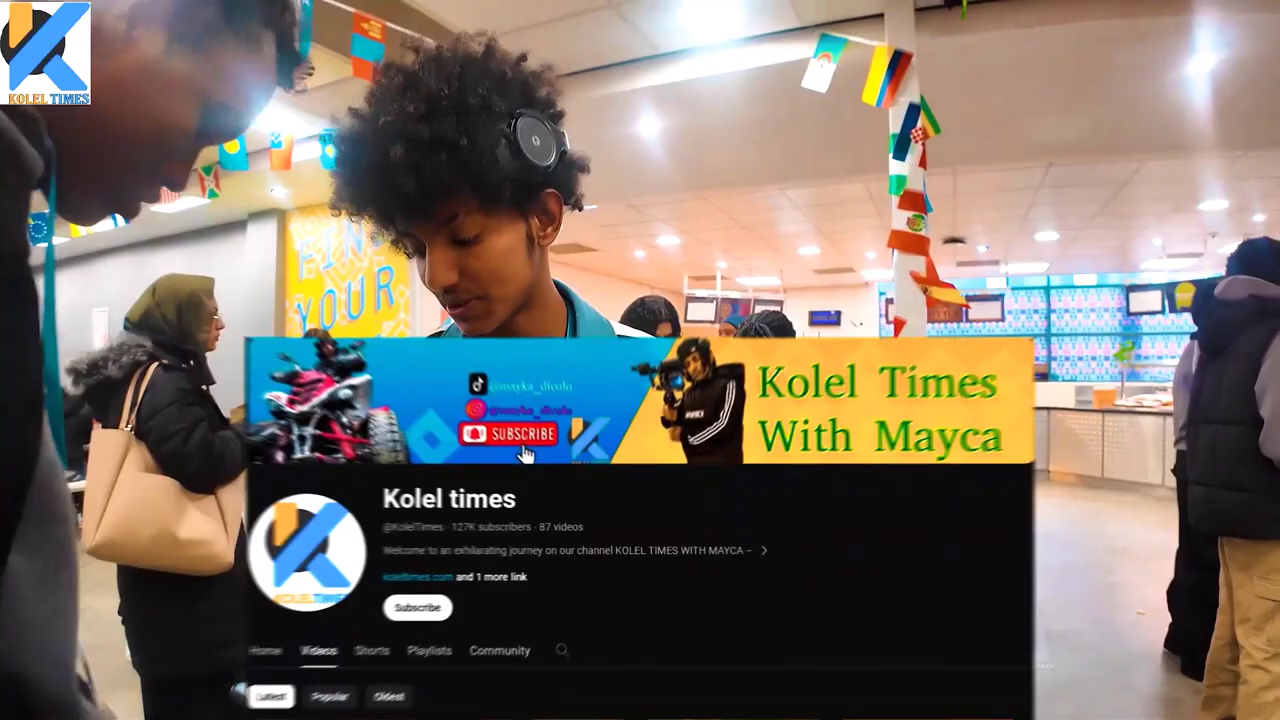 KOLEL TIMES
FIND
YOUR
@mayka_divolo
@mayka_divolo
SUBSCRIBE
Kolel Times
With Mayca
Kolel times
@KolelTimes · 127K subscribers · 87 videos
Welcome to an exhilarating journey on our channel KOLEL TIMES WITH MAYCA –
koleltimes.com and 1 more link
Subscribe
Home Videos Shorts Playlists Community
Latest Popular Oldest